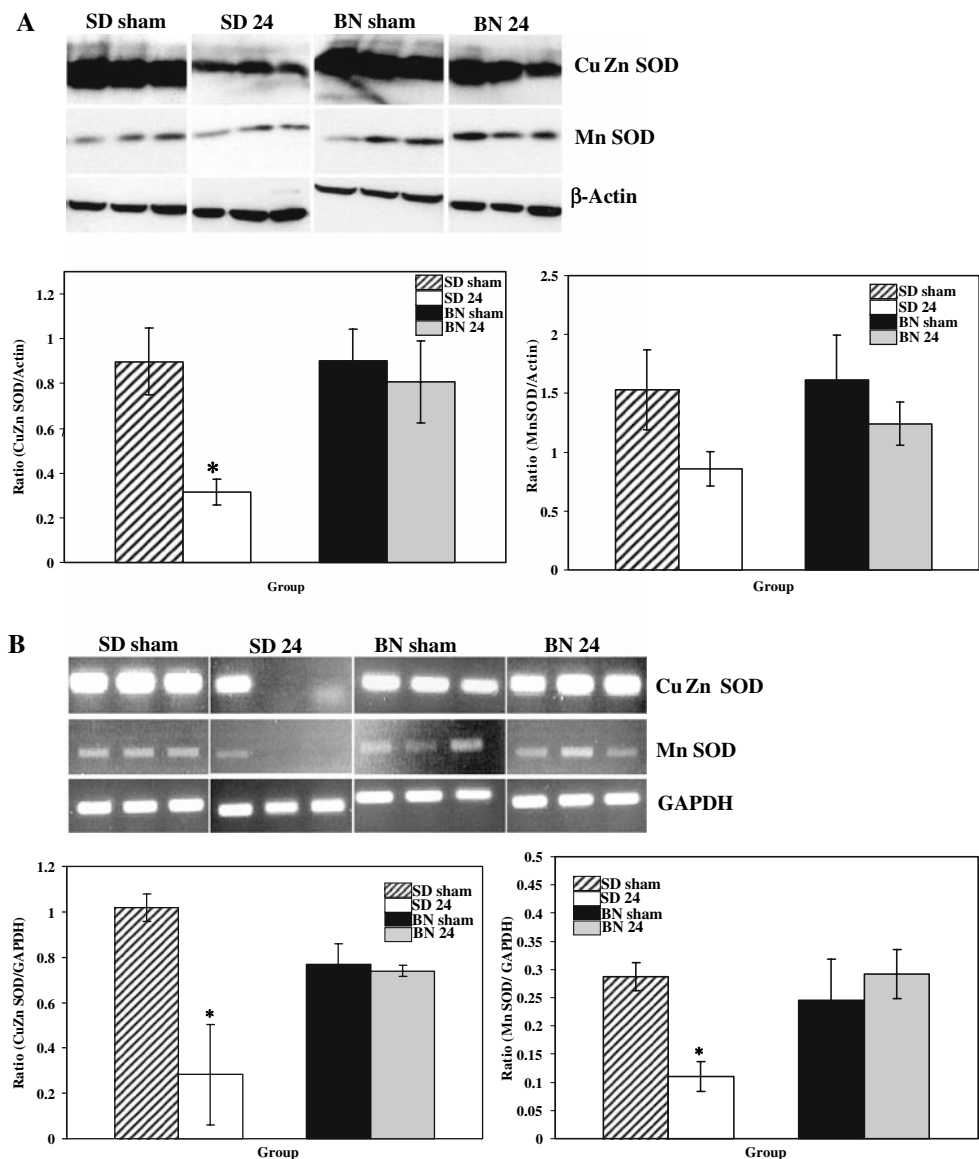 A
SD sham SD 24 BN sham BN 24
Cu Zn SOD
Mn SOD
β-Actin
1.2
1
0.8
0.6
0.4
0.2
0
Ratio (CuZn SOD/Actin)
SD sham
SD 24
BN sham
BN 24
*
Group
2.5
2
1.5
1
0.5
0
Ratio (MnSOD/Actin)
SD sham
SD 24
BN sham
BN 24
Group
B
SD sham SD 24 BN sham BN 24
Cu Zn SOD
Mn SOD
GAPDH
1.2
1
0.8
0.6
0.4
0.2
0
Ratio (CuZn SOD/GAPDH)
SD sham
SD 24
BN sham
BN 24
*
Group
0.5
0.45
0.4
0.35
0.3
0.25
0.2
0.15
0.1
0.05
0
Ratio (Mn SOD/ GAPDH)
SD sham
SD 24
BN sham
BN 24
*
Group